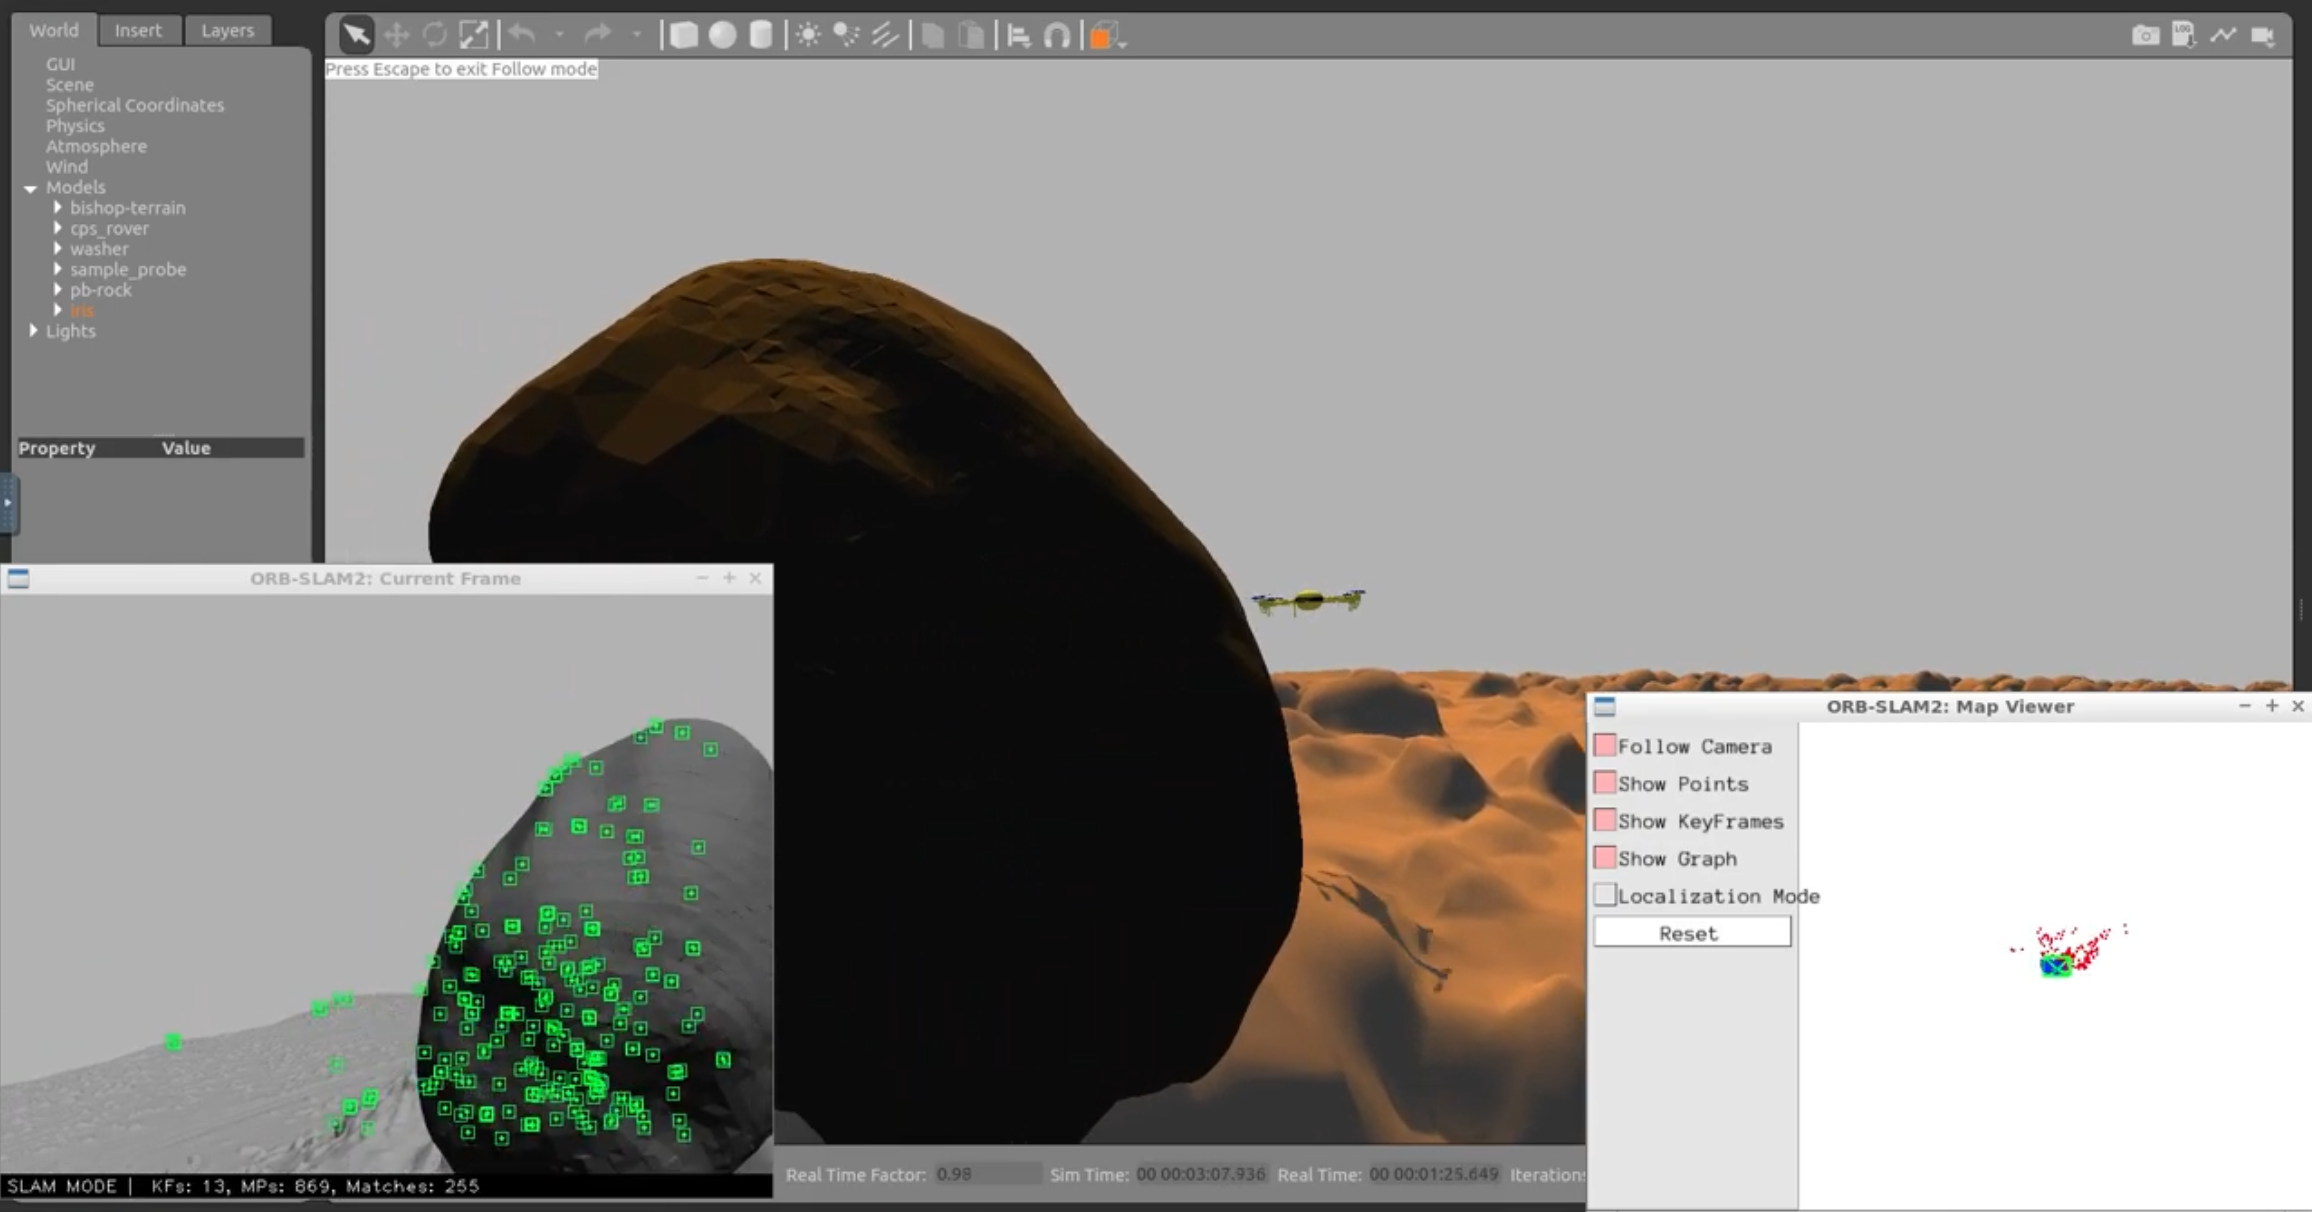 World Insert Layers
Press Escape to exit Follow mode
GUI
Scene
Spherical Coordinates
Physics
Atmosphere
Wind
Models
bishop-terrain
cps_rover
washer
sample_probe
pb-rock
iris
Lights
Property Value
LOG
ORB-SLAM2: Current Frame
SLAM MODE | KFs: 13, MPs: 869, Matches: 255
Real Time Factor: 0.98 Sim Time: 00 00:03:07.936 Real Time: 00 00:01:25.649 Iterations
ORB-SLAM2: Map Viewer
Follow Camera
Show Points
Show KeyFrames
Show Graph
Localization Mode
Reset